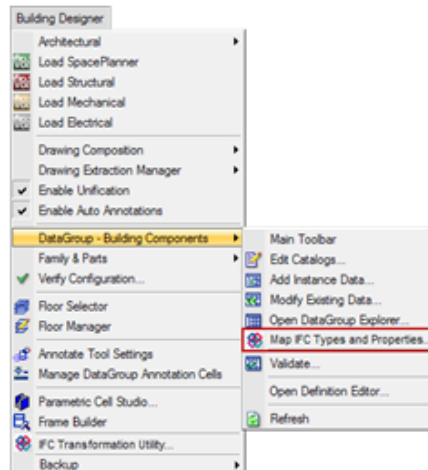 Building Designer
Architectural
Load SpacePlanner
Load Structural
Load Mechanical
Load Electrical
Drawing Composition
Drawing Extraction Manager
Enable Unification
Enable Auto Annotations
DataGroup - Building Components
Family & Parts
Verify Configuration...
Floor Selector
Floor Manager
Annotate Tool Settings
Manage DataGroup Annotation Cells
Parametric Cell Studio...
Frame Builder
IFC Transformation Utility...
Backup
Main Toolbar
Edit Catalogs...
Add Instance Data...
Modify Existing Data...
Open DataGroup Explorer...
Map IFC Types and Properties...
Validate...
Open Definition Editor...
Refresh